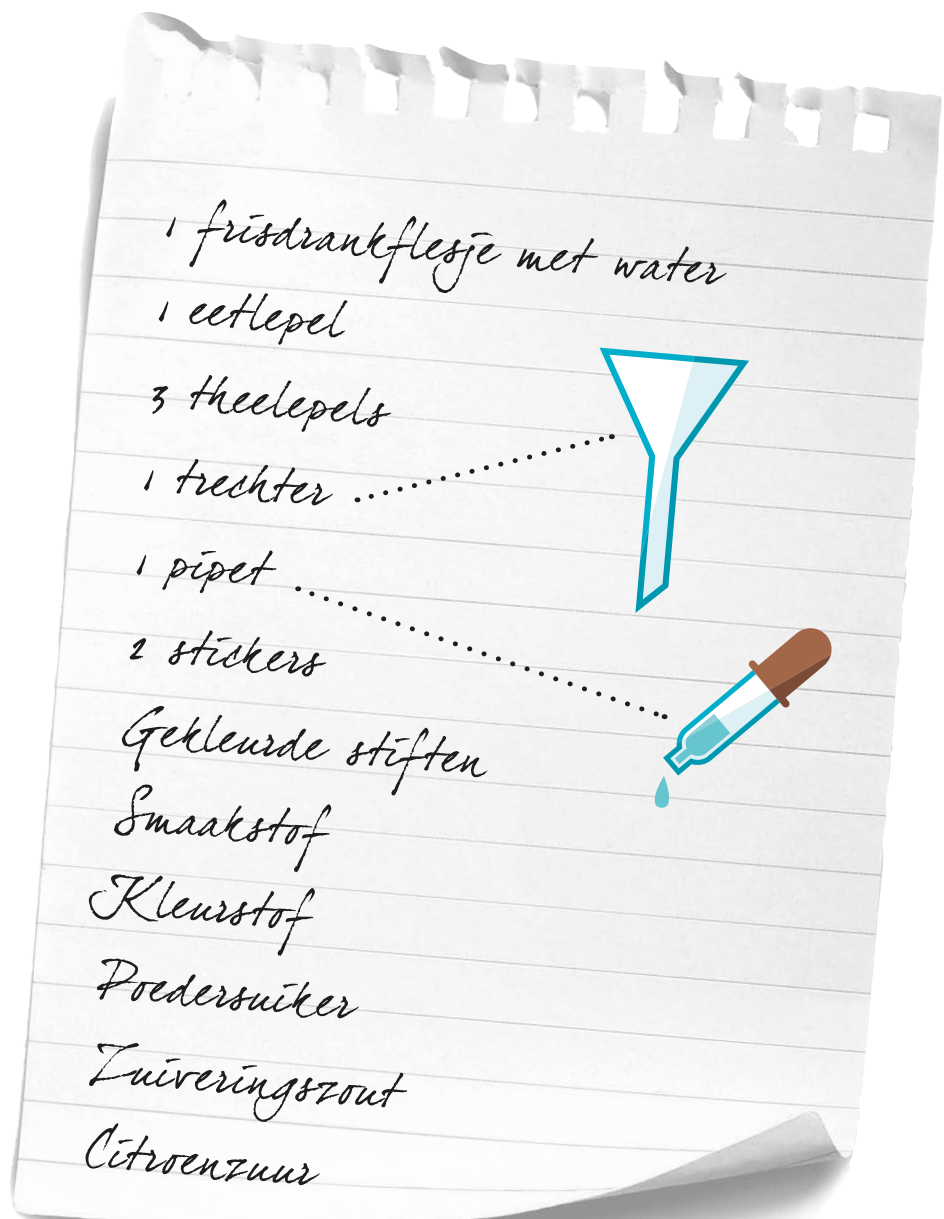 1 frisdrankflesje met water
1 eetlepel
3 theelepels
1 trechter
1 pipet
2 stickers
Gekleurde stiften
Smaakstof
Kleurstof
Poedersuiker
Zuiveringszout
Citroenzuur